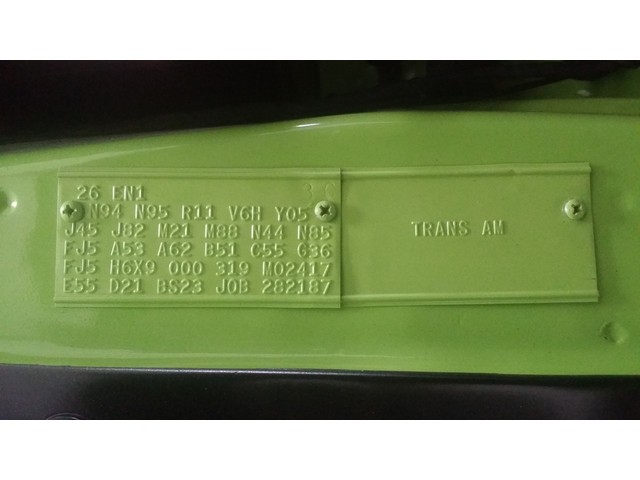 26 EN1
N94 N95 R11 V6H Y05
J45 J82 M21 M88 N44 N85
FJ5 A53 A62 B51 C55 G36
FJ5 H6X9 000 319 M02417
E55 D21 BS23 JOB 282187
TRANS AM